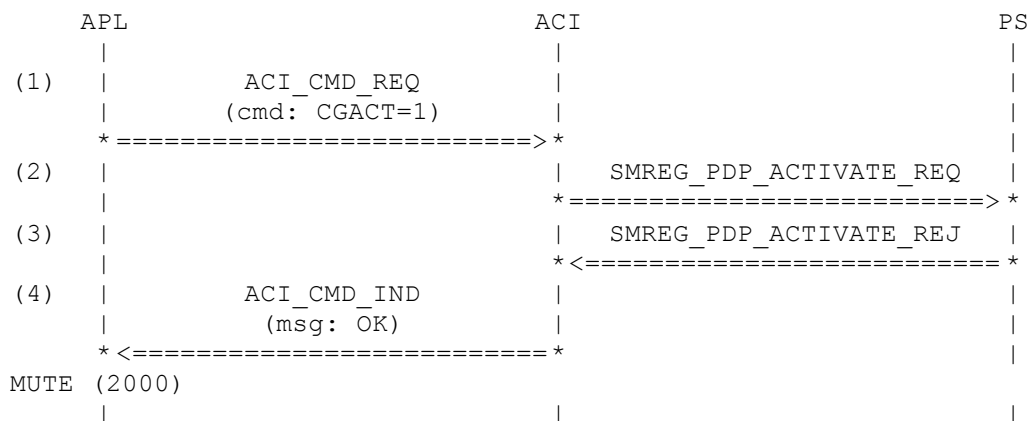 APL ACI PS
| | |
(1) | ACI_CMD_REQ | |
| (cmd: CGACT=1) | |
*==========================>* |
(2) | | SMREG_PDP_ACTIVATE_REQ |
| *==========================>*
(3) | | SMREG_PDP_ACTIVATE_REJ |
| *<==========================*
(4) | ACI_CMD_IND | |
| (msg: OK) | |
*<==========================* |
MUTE (2000)
| | |